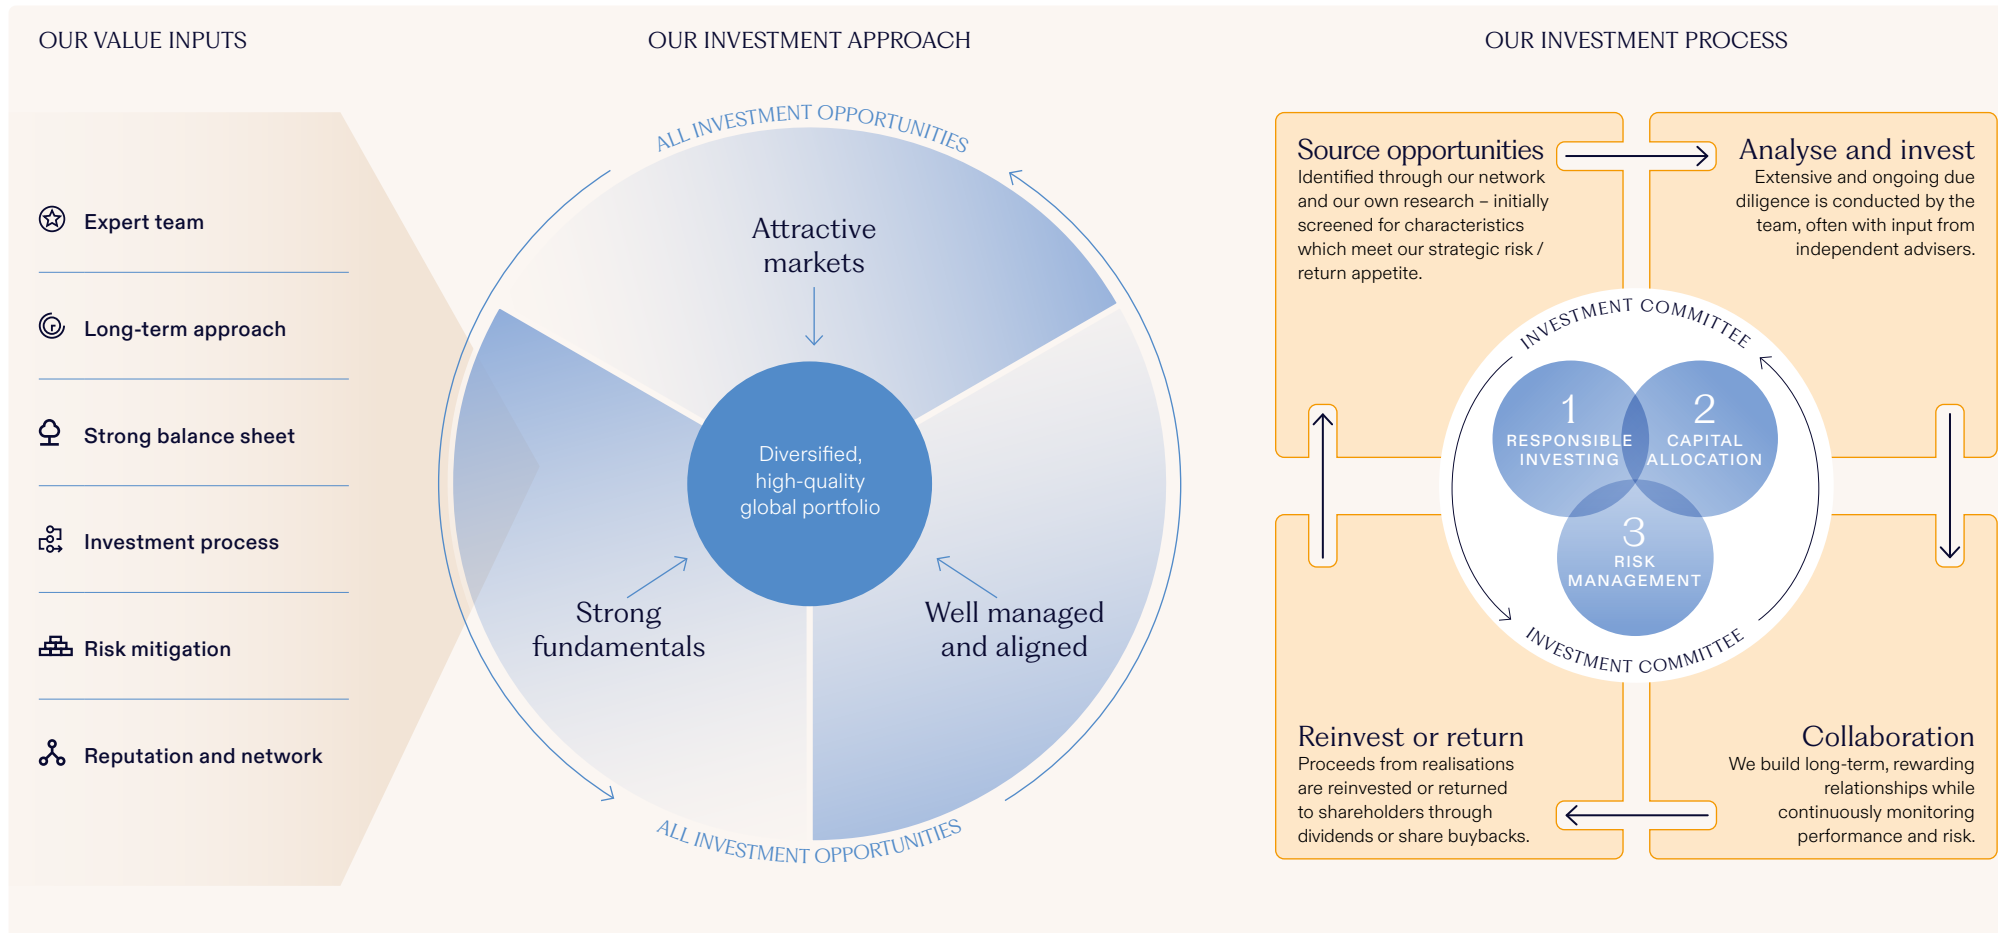 OUR VALUE INPUTS
Expert team
Long-term approach
Strong balance sheet
Investment process
Risk mitigation
Reputation and network
OUR INVESTMENT APPROACH
ALL INVESTMENT OPPORTUNITIES
Attractive
markets
Diversified,
high-quality
global portfolio
Strong
fundamentals
Well managed
and aligned
ALL INVESTMENT OPPORTUNITIES
OUR INVESTMENT PROCESS
Source opportunities
Identified through our network
and our own research – initially
screened for characteristics
which meet our strategic risk /
return appetite.
Analyse and invest
Extensive and ongoing due
diligence is conducted by the
team, often with input from
independent advisers.
INVESTMENT COMMITTEE
1
RESPONSIBLE
INVESTING
2
CAPITAL
ALLOCATION
3
RISK
MANAGEMENT
INVESTMENT COMMITTEE
Reinvest or return
Proceeds from realisations
are reinvested or returned
to shareholders through
dividends or share buybacks.
Collaboration
We build long-term, rewarding
relationships while
continuously monitoring
performance and risk.